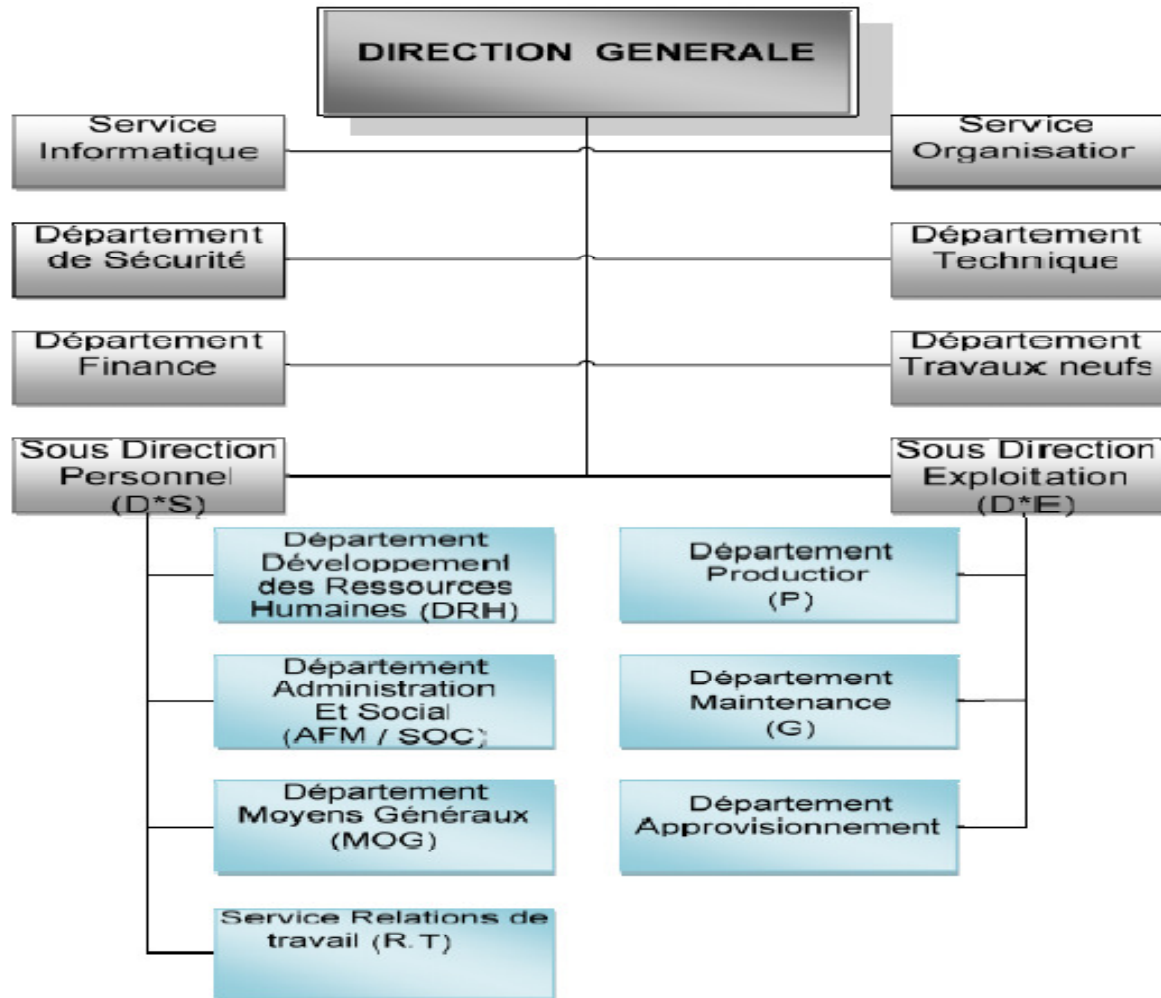 DIRECTION GENERALE
Service
Informatique
Service
Organisation
Département
de Sécurité
Département
Technique
Département
Finance
Département
Travaux neufs
Sous Direction
Personnel
(D*S)
Sous Direction
Exploitation
(D*E)
Département
Développement
des Ressources
Humaines (DRH)
Département
Production
(P)
Département
Administration
Et Social
(AFM / SOC)
Département
Maintenance
(G)
Département
Moyens Généraux
(MOG)
Département
Approvisionnement
Service Relations de
travail (R.T)